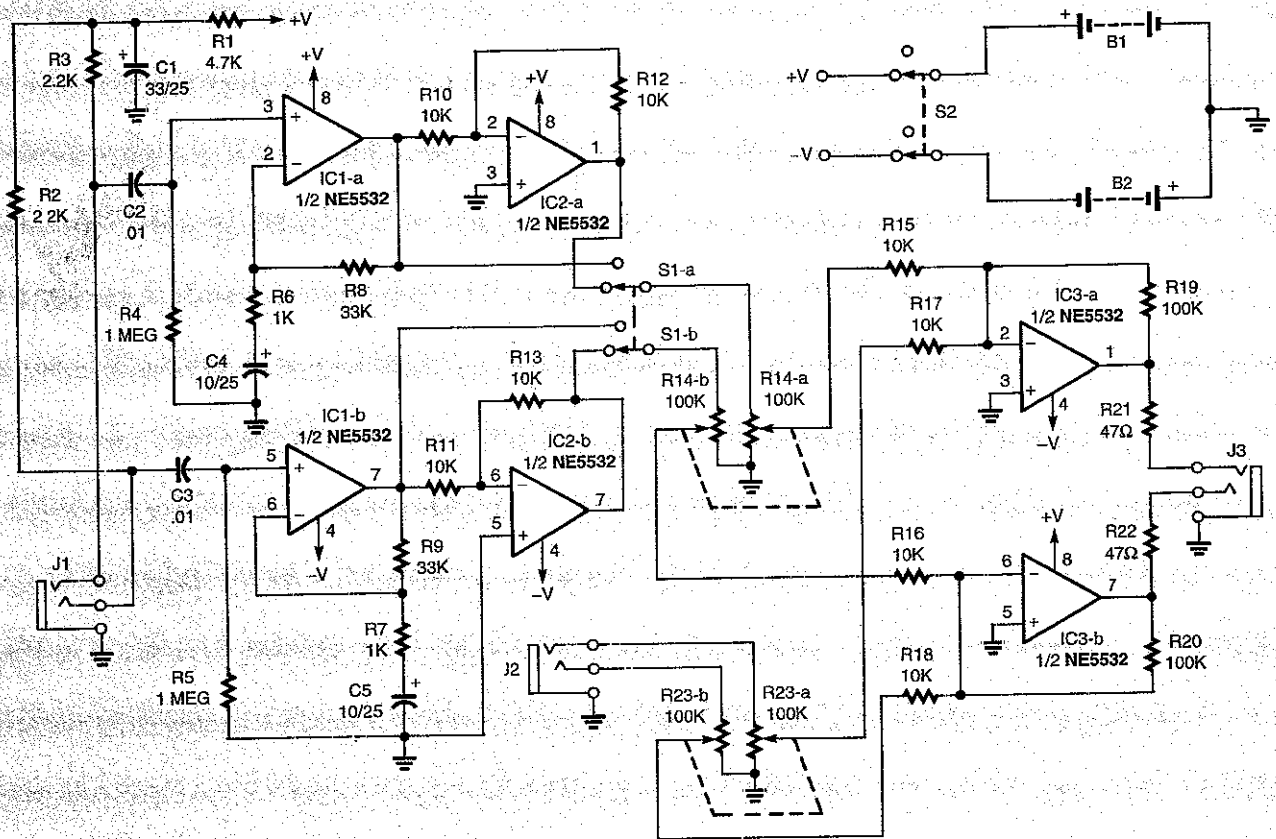 R3
2.2K
+
C1
33/25
R1
4.7K
+V
R2
2 2K
C2
.01
R4
1 MEG
3
+
2
−
+V
8
IC1-a
1/2 NE5532
R10
10K
2
−
3
+
+V
8
1
IC2-a
1/2 NE5532
R12
10K
R6
1K
R8
33K
C4
10/25
+
S1-a
S1-b
+V
−V
S2
+
B1
B2
+
C3
.01
5
+
6
−
7
4
−V
IC1-b
1/2 NE5532
R11
10K
R13
10K
6
−
5
+
7
4
−V
IC2-b
1/2 NE5532
R9
33K
R7
1K
C5
10/25
+
J1
R5
1 MEG
R14-b
100K
R14-a
100K
R15
10K
R17
10K
2
−
3
+
1
4
−V
IC3-a
1/2 NE5532
R19
100K
R21
47Ω
J3
R16
10K
R18
10K
6
−
5
+
+V
8
7
IC3-b
1/2 NE5532
R22
47Ω
R20
100K
J2
R23-b
100K
R23-a
100K